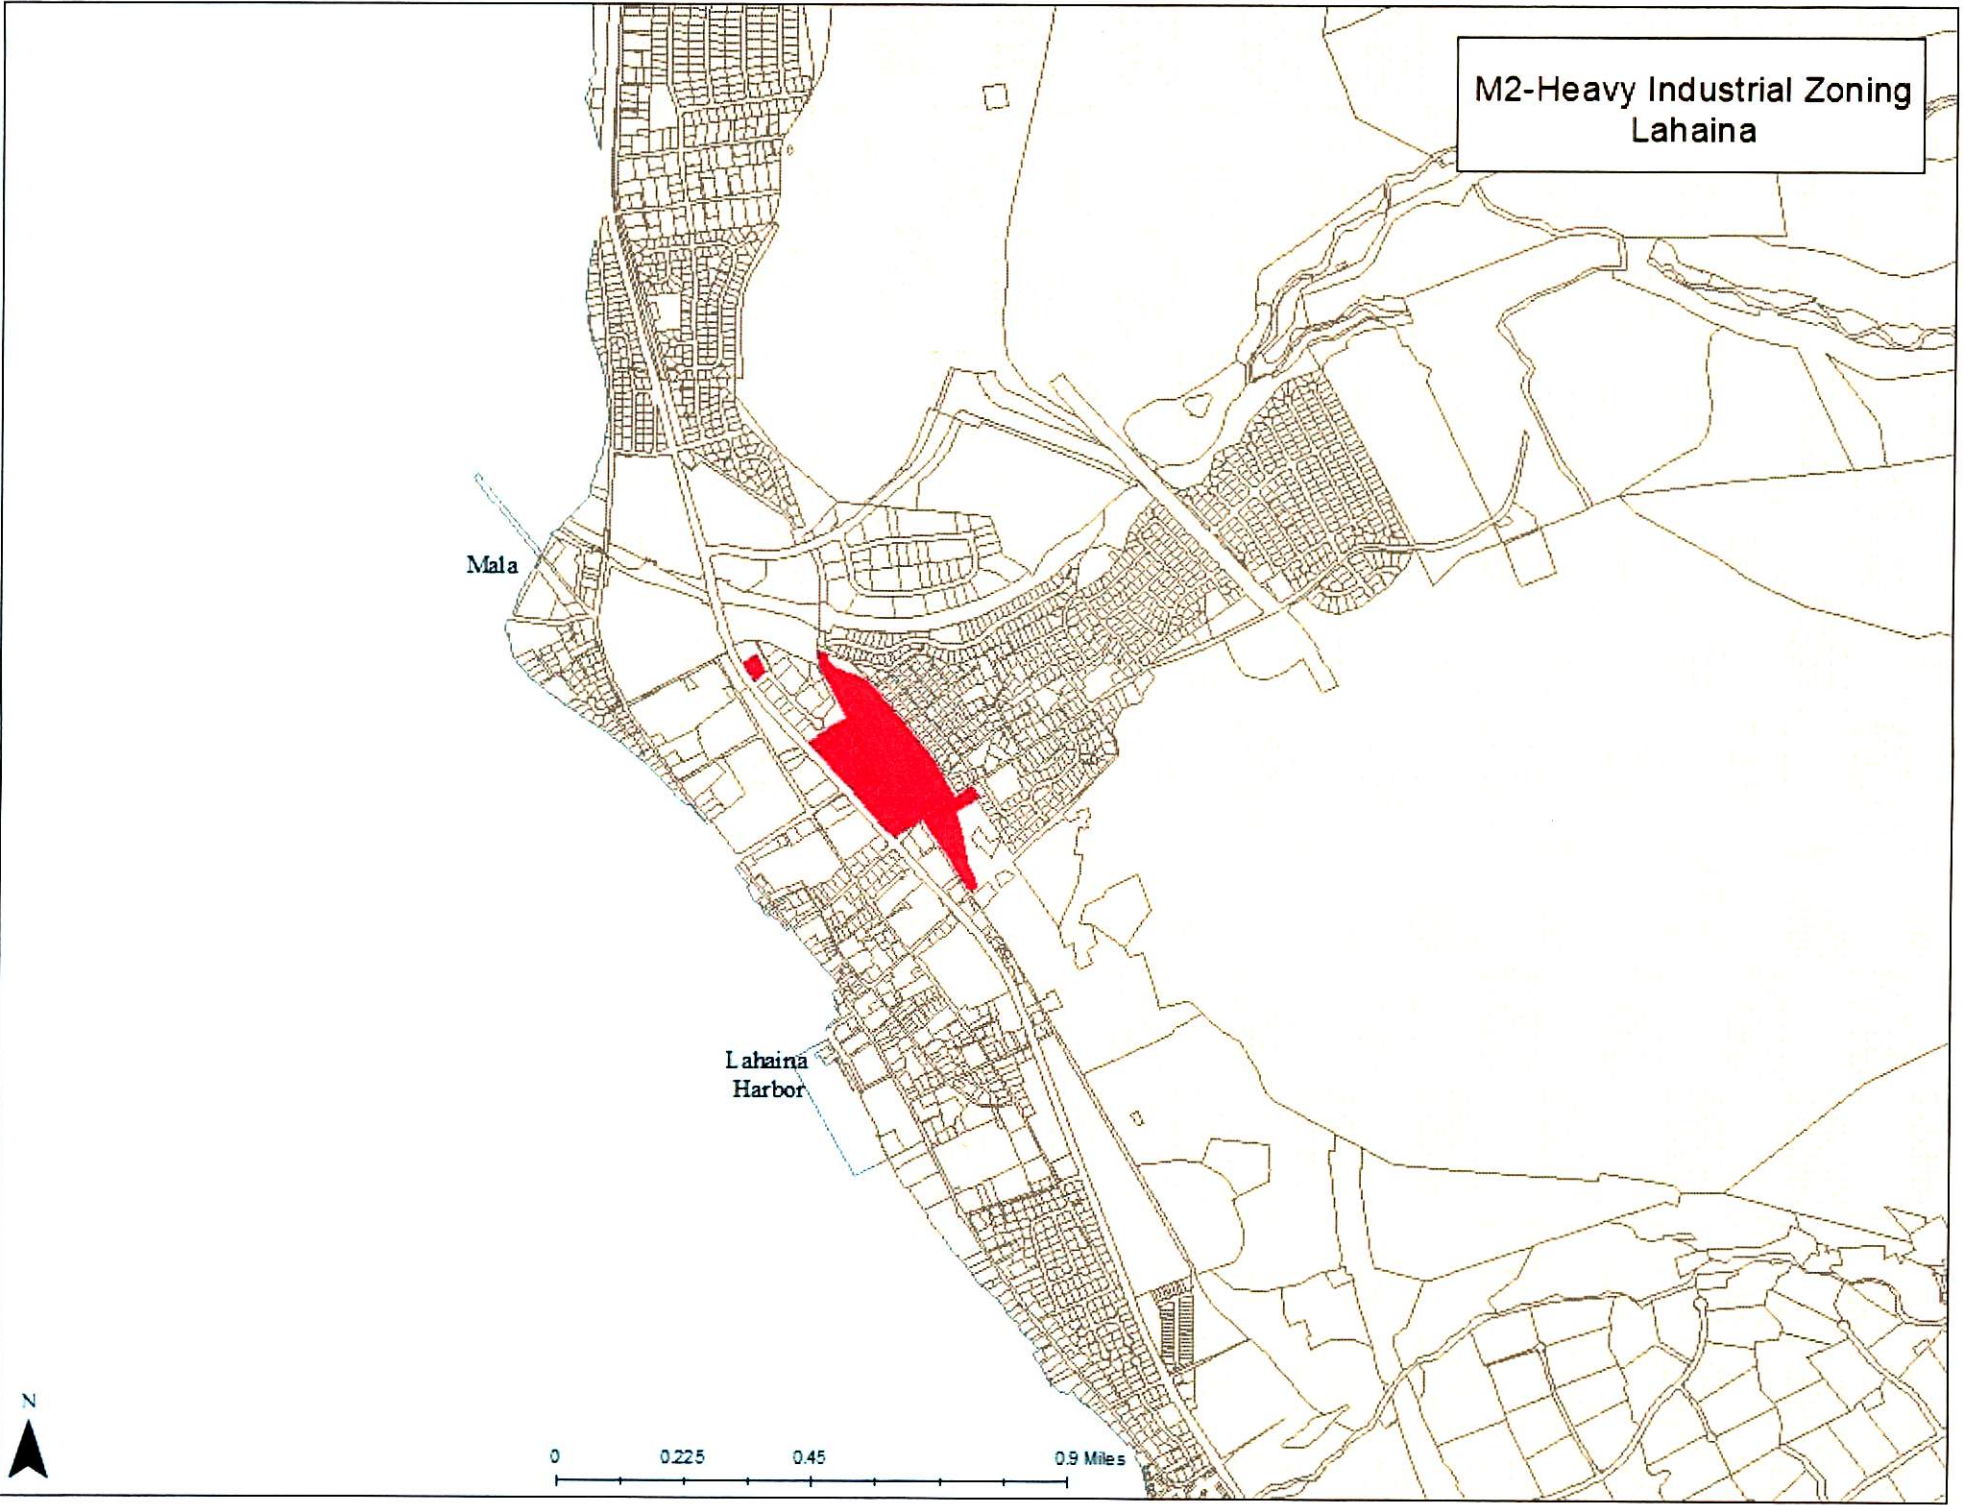 M2-Heavy Industrial Zoning
Lahaina
Mala
Lahaina
Harbor
N
0 0.225 0.45 0.9 Miles